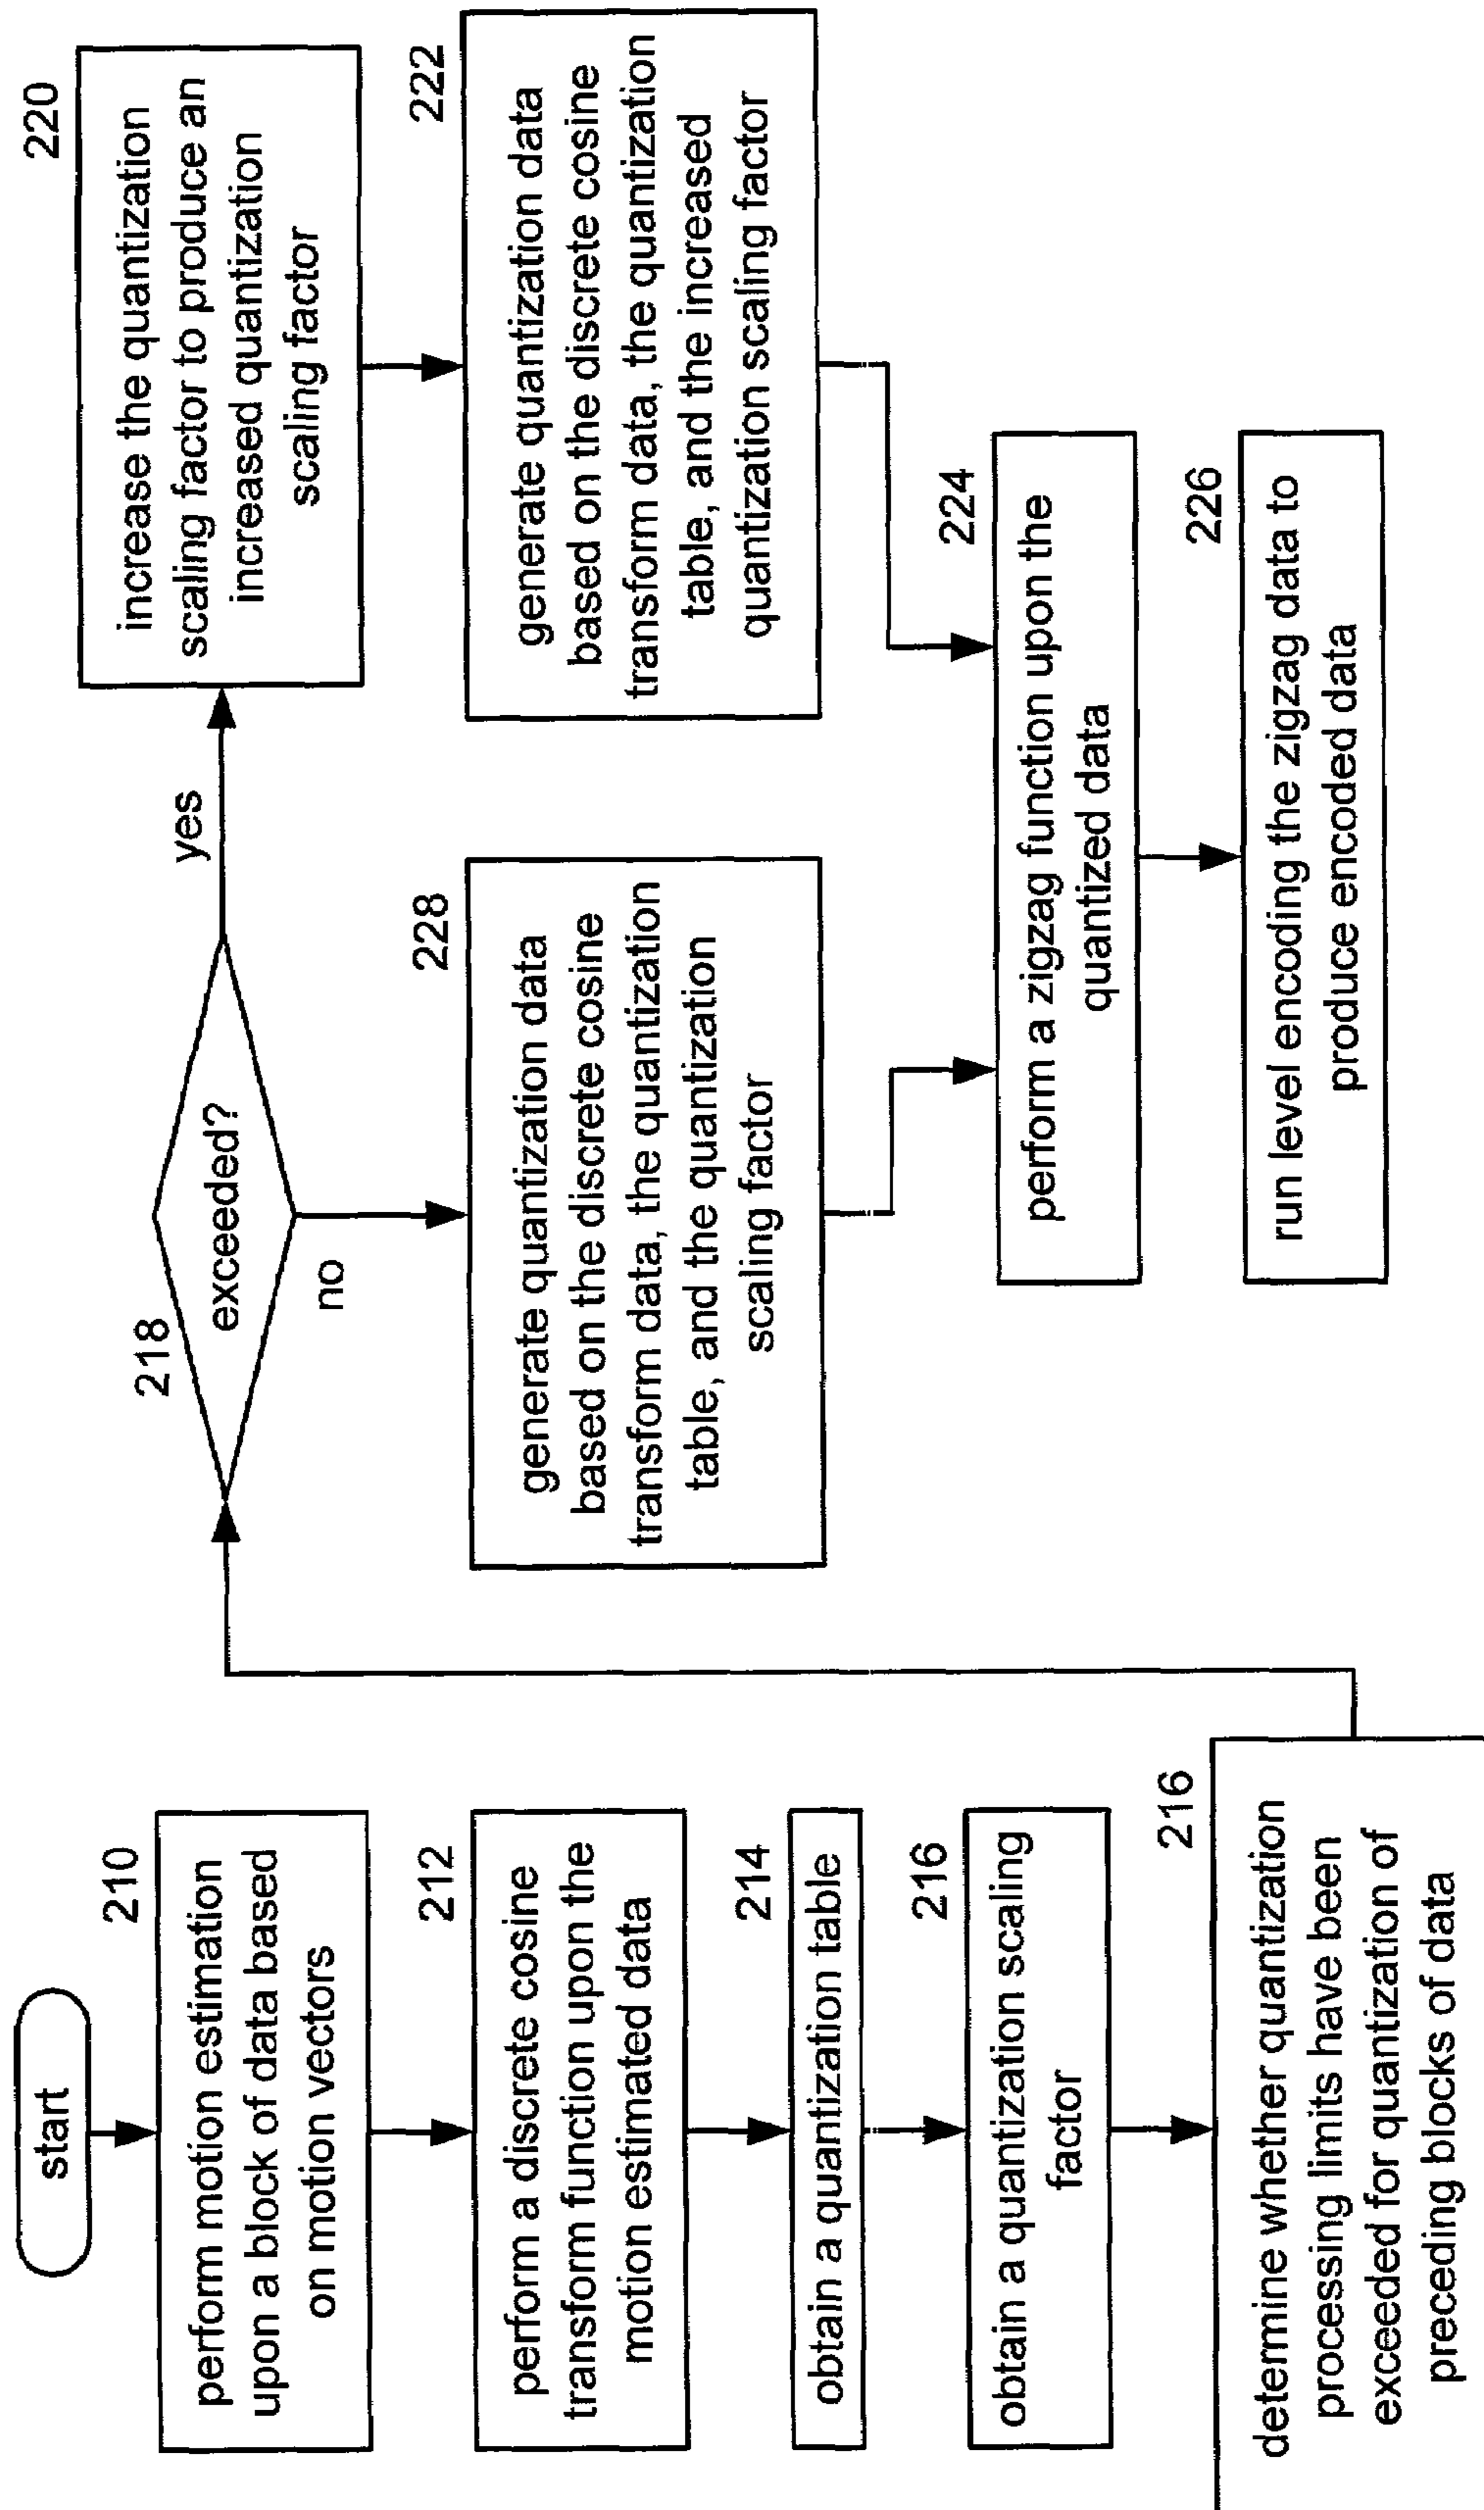 start
210
perform motion estimation
upon a block of data based
on motion vectors
212
perform a discrete cosine
transform function upon the
motion estimated data
214
obtain a quantization table
216
obtain a quantization scaling
factor
216
determine whether quantization
processing limits have been
exceeded for quantization of
preceding blocks of data
218
exceeded?
yes
no
220
increase the quantization
scaling factor to produce an
increased quantization
scaling factor
222
generate quantization data
based on the discrete cosine
transform data, the quantization
table, and the increased
quantization scaling factor
228
generate quantization data
based on the discrete cosine
transform data, the quantization
table, and the quantization
scaling factor
224
perform a zigzag function upon the
quantized data
226
run level encoding the zigzag data to
produce encoded data